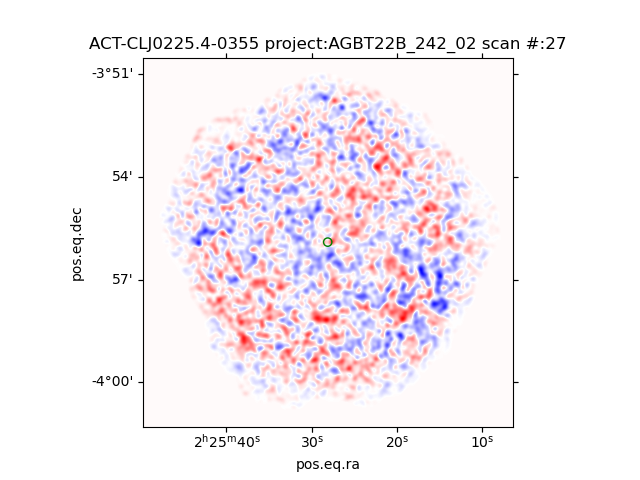 ACT-CLJ0225.4-0355 project:AGBT22B_242_02 scan #:27
-3°51'
54'
57'
-4°00'
pos.eq.dec
2ʰ25ᵐ40ˢ 30ˢ 20ˢ 10ˢ
pos.eq.ra